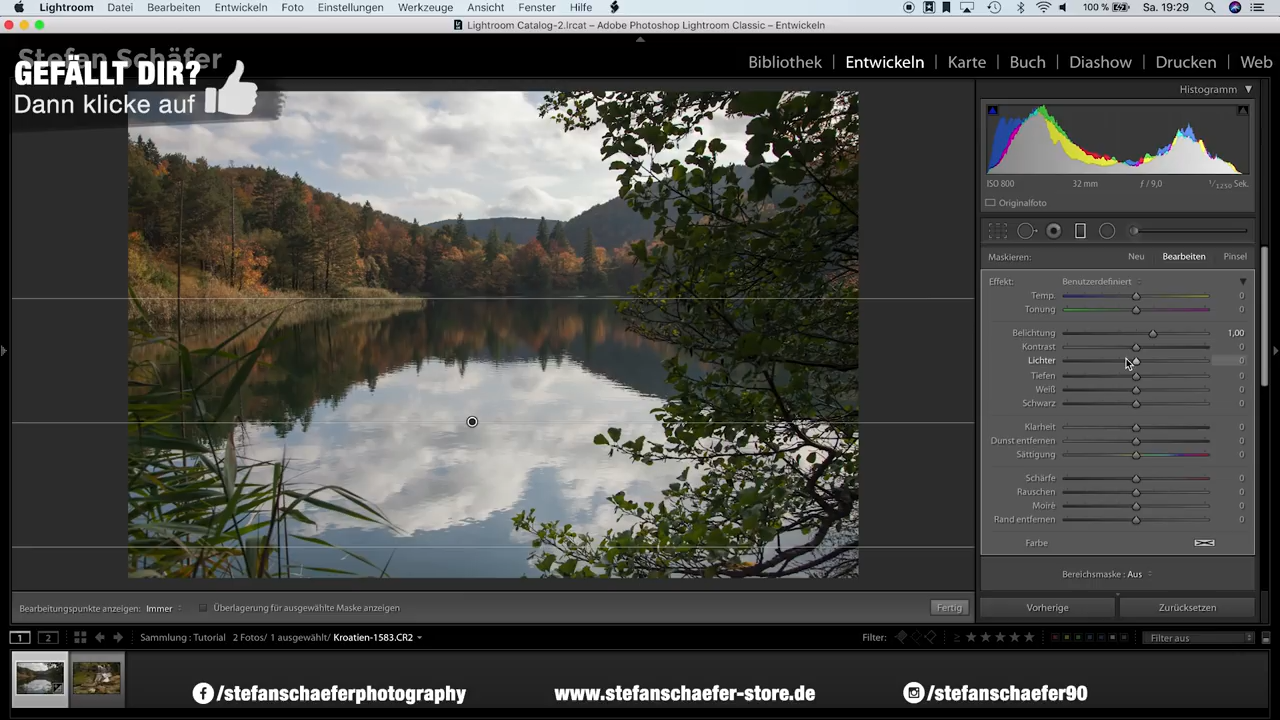 Lightroom Datei Bearbeiten Entwickeln Foto Einstellungen Werkzeuge Ansicht Fenster Hilfe 100 % Sa. 19:29
Lightroom Catalog-2.lrcat – Adobe Photoshop Lightroom Classic – Entwickeln
Stefan Schäfer
GEFÄLLT DIR?
Dann klicke auf
Bibliothek Entwickeln Karte Buch Diashow Drucken Web
Histogramm
ISO 800 32 mm ƒ / 9,0 1/1250 Sek.
Originalfoto
Maskieren: Neu Bearbeiten Pinsel
Effekt: Benutzerdefiniert
Temp. 0
Tonung 0
Belichtung 1,00
Kontrast 0
Lichter 0
Tiefen 0
Weiß 0
Schwarz 0
Klarheit 0
Dunst entfernen 0
Sättigung 0
Schärfe 0
Rauschen 0
Moiré 0
Rand entfernen 0
Farbe
Bereichsmaske : Aus
Bearbeitungspunkte anzeigen: Immer Überlagerung für ausgewählte Maske anzeigen Fertig
Vorherige Zurücksetzen
1 2 Sammlung : Tutorial 2 Fotos/ 1 ausgewählt/ Kroatien-1583.CR2 Filter: Filter aus
/stefanschaeferphotography www.stefanschaefer-store.de /stefanschaefer90